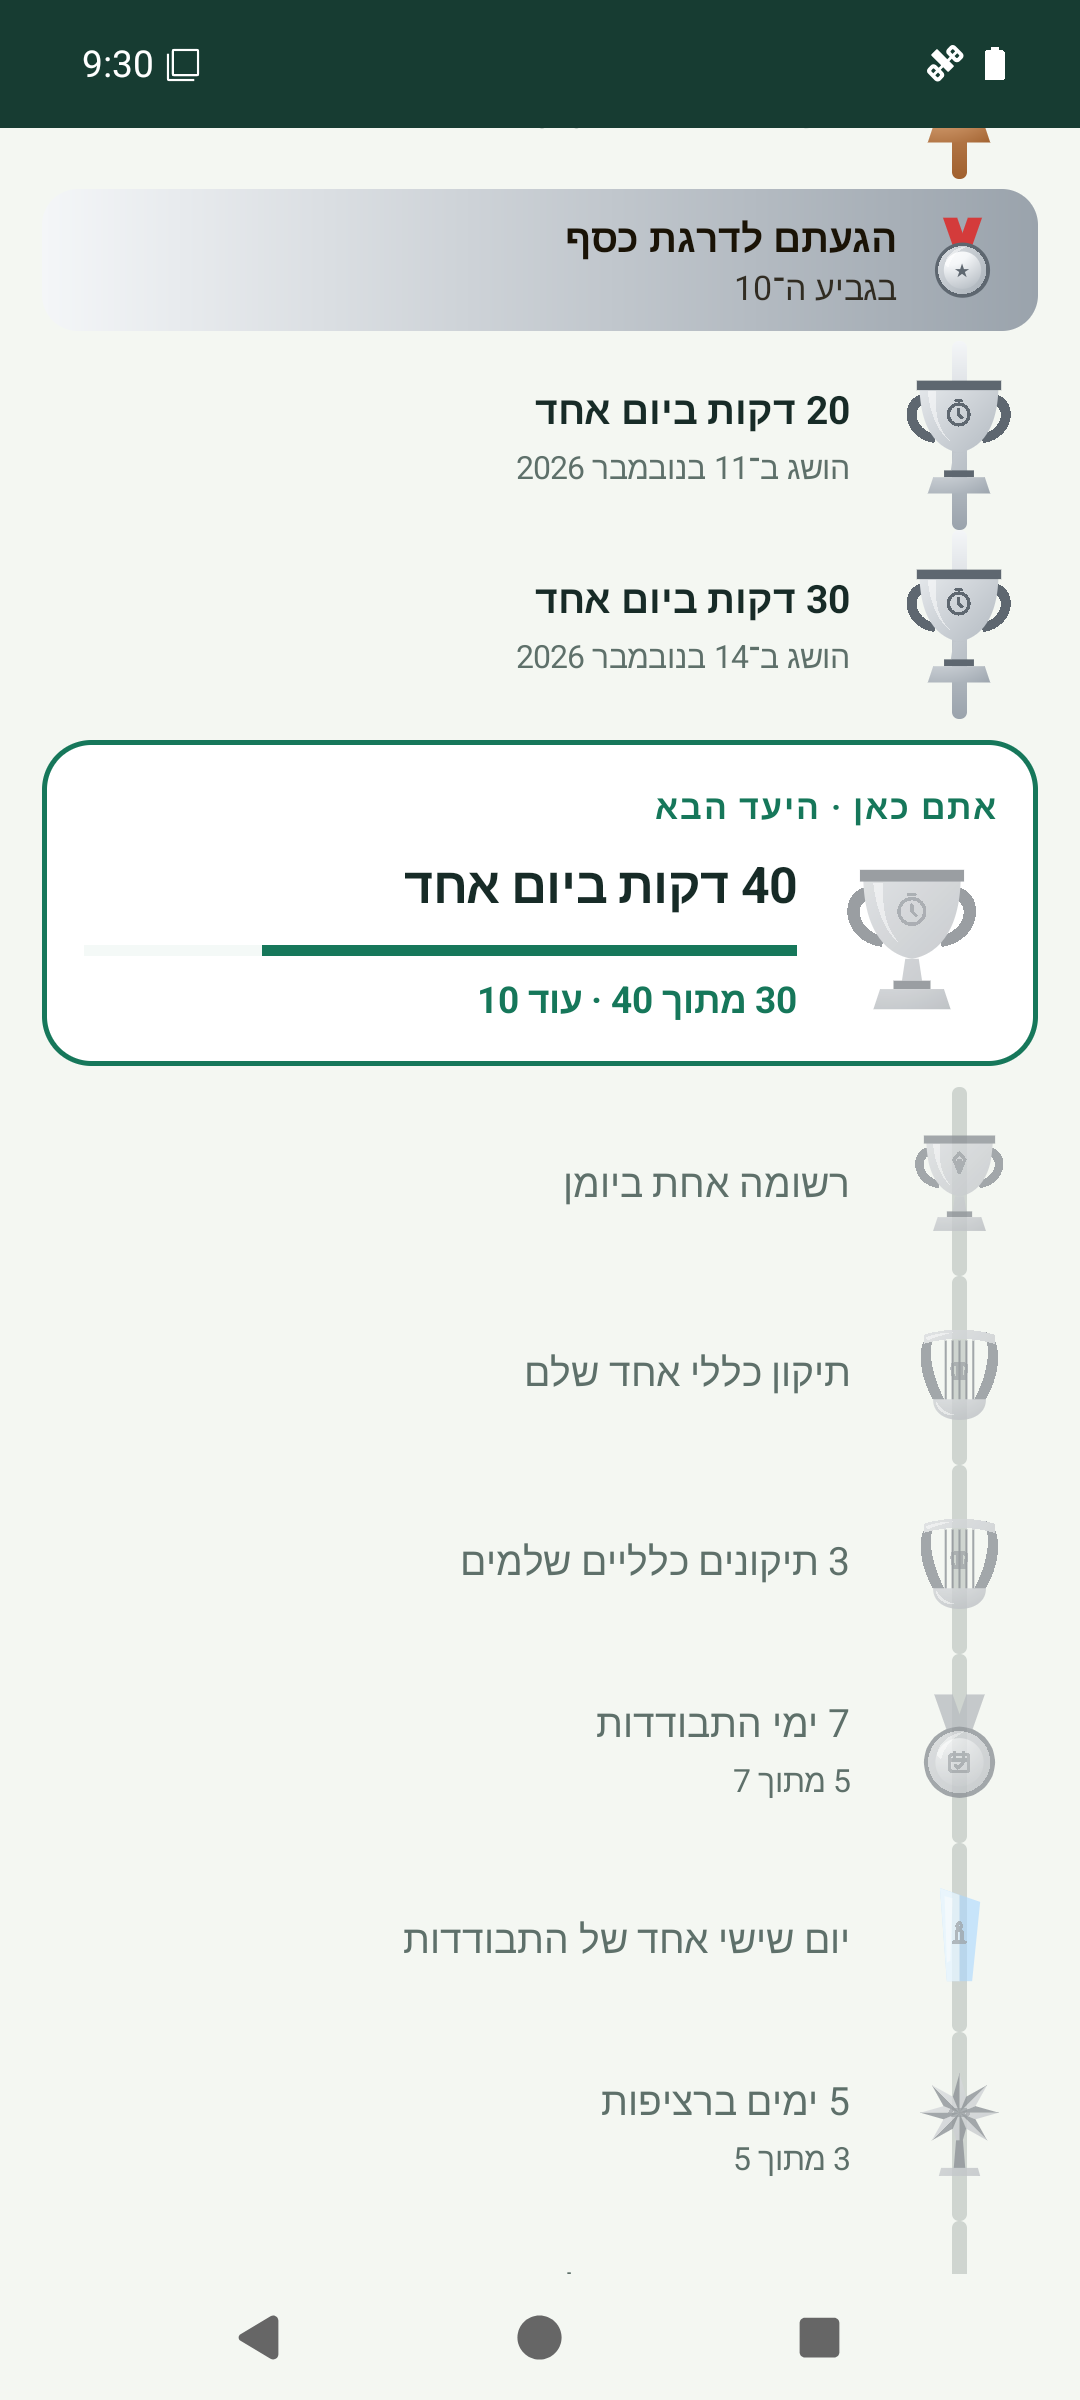 9:30
הגעתם לדרגת כסף
בגביע ה־10
20 דקות ביום אחד
הושג ב־11 בנובמבר 2026
30 דקות ביום אחד
הושג ב־14 בנובמבר 2026
אתם כאן · היעד הבא
40 דקות ביום אחד
30 מתוך 40 · עוד 10
רשומה אחת ביומן
תיקון כללי אחד שלם
3 תיקונים כלליים שלמים
7 ימי התבודדות
5 מתוך 7
יום שישי אחד של התבודדות
5 ימים ברציפות
3 מתוך 5